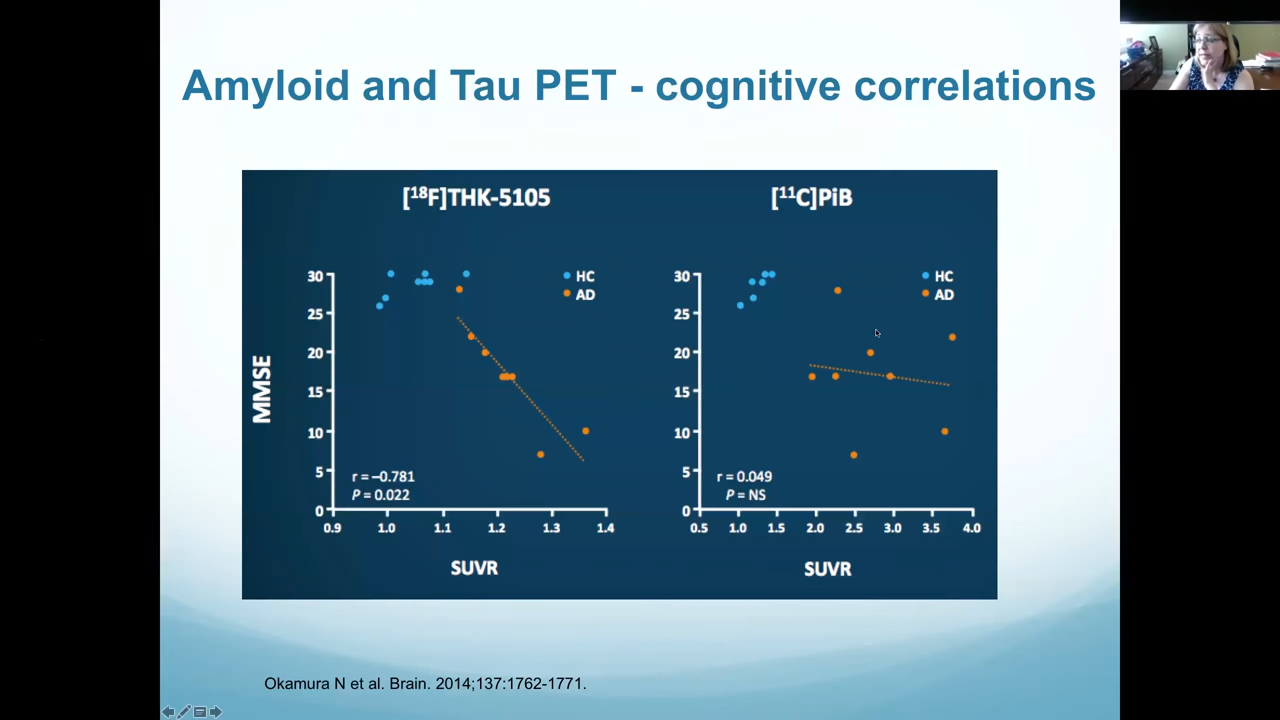 Amyloid and Tau PET - cognitive correlations
[¹⁸F]THK-5105
[¹¹C]PiB
MMSE
30
25
20
15
10
5
0
0.9 1.0 1.1 1.2 1.3 1.4
HC
AD
r = –0.781
P = 0.022
SUVR
30
25
20
15
10
5
0
0.5 1.0 1.5 2.0 2.5 3.0 3.5 4.0
HC
AD
r = 0.049
P = NS
SUVR
Okamura N et al. Brain. 2014;137:1762-1771.